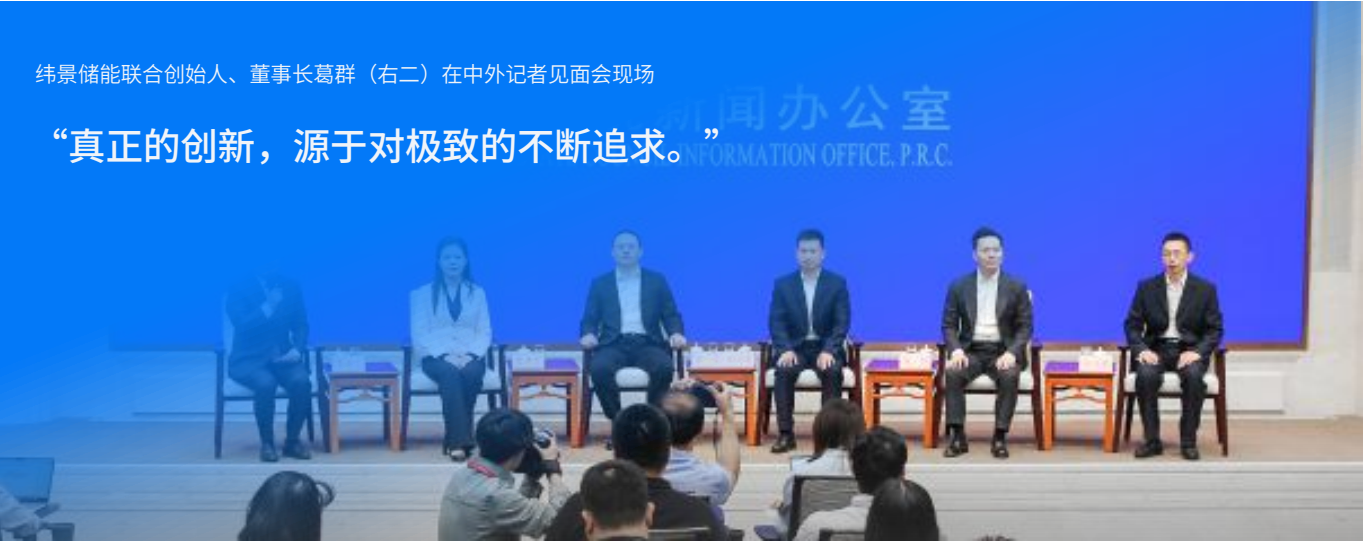 纬景储能联合创始人、董事长葛群（右二）在中外记者见面会现场
新闻办公室
“真正的创新，源于对极致的不断追求。”
INFORMATION OFFICE, P.R.C.